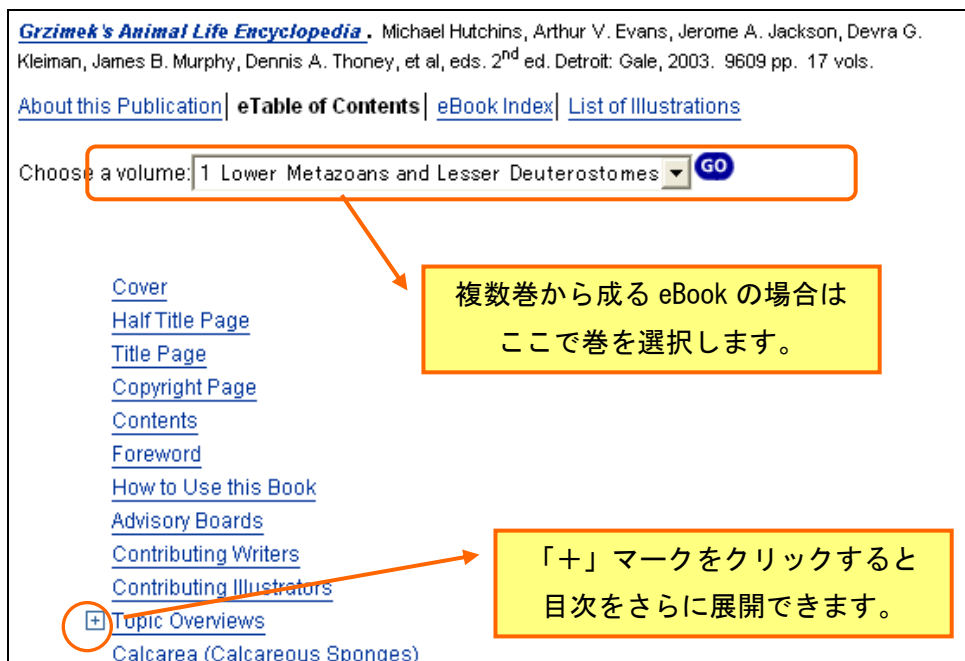 Grzimek's Animal Life Encyclopedia . Michael Hutchins, Arthur V. Evans, Jerome A. Jackson, Devra G.
Kleiman, James B. Murphy, Dennis A. Thoney, et al, eds. 2nd ed. Detroit: Gale, 2003. 9609 pp. 17 vols.
About this Publication| eTable of Contents| eBook Index| List of Illustrations
Choose a volume: 1 Lower Metazoans and Lesser Deuterostomes GO
複数巻から成る eBook の場合は
ここで巻を選択します。
Cover
Half Title Page
Title Page
Copyright Page
Contents
Foreword
How to Use this Book
Advisory Boards
Contributing Writers
Contributing Illustrators
Topic Overviews
Calcarea (Calcareous Sponges)
「＋」マークをクリックすると
目次をさらに展開できます。